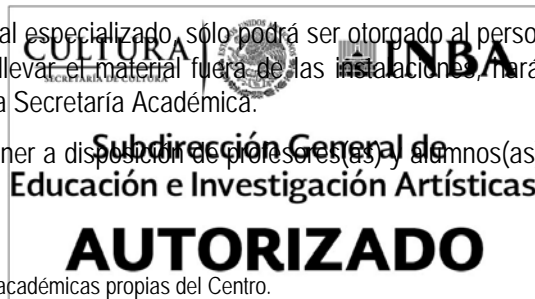 al especializado, sólo podrá ser otorgado al perso
CULTURA
SECRETARÍA DE CULTURA
INBA
llevar el material fuera de las instalaciones, hará
a Secretaría Académica.
ner a disposición de profesores(as) y alumnos(as
Subdirección General de
Educación e Investigación Artísticas
AUTORIZADO
académicas propias del Centro.